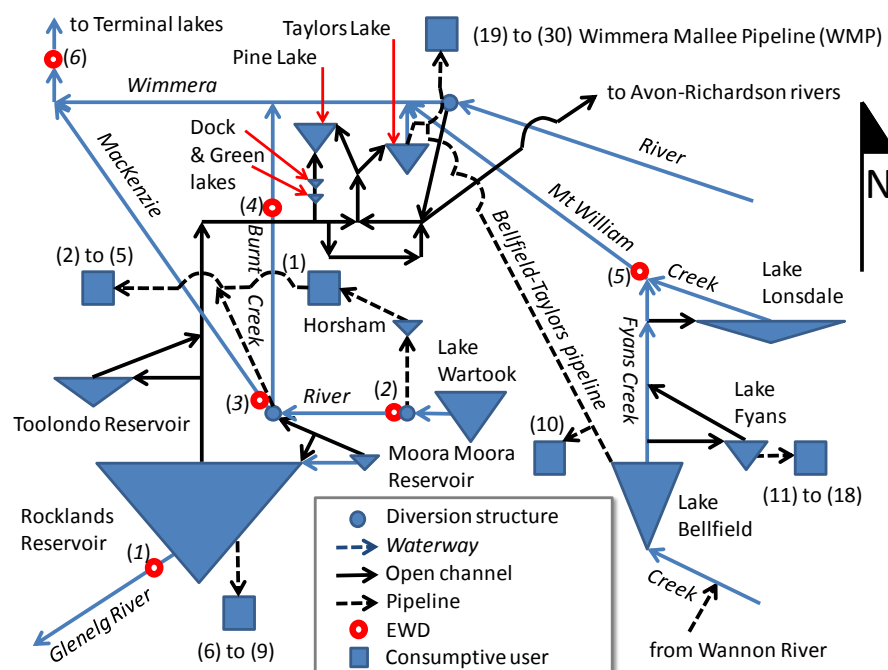 to Terminal lakes
(6)
Wimmera
Pine Lake
Taylors Lake
(19) to (30) Wimmera Mallee Pipeline (WMP)
to Avon-Richardson rivers
River
N
MacKenzie
Dock
& Green
lakes
(4)
Mt William
(2) to (5)
Burnt Creek
(1)
Horsham
Bellfield-Taylors pipeline
(5)
Creek
Lake
Lonsdale
Fyans Creek
Lake
Wartook
(3)
River
(2)
Toolondo Reservoir
Lake
Fyans
(10)
Moora Moora
Reservoir
(11) to (18)
Rocklands
Reservoir
(1)
Lake
Bellfield
Glenelg River
(6) to (9)
Creek
from Wannon River
Diversion structure
Waterway
Open channel
Pipeline
EWD
Consumptive user